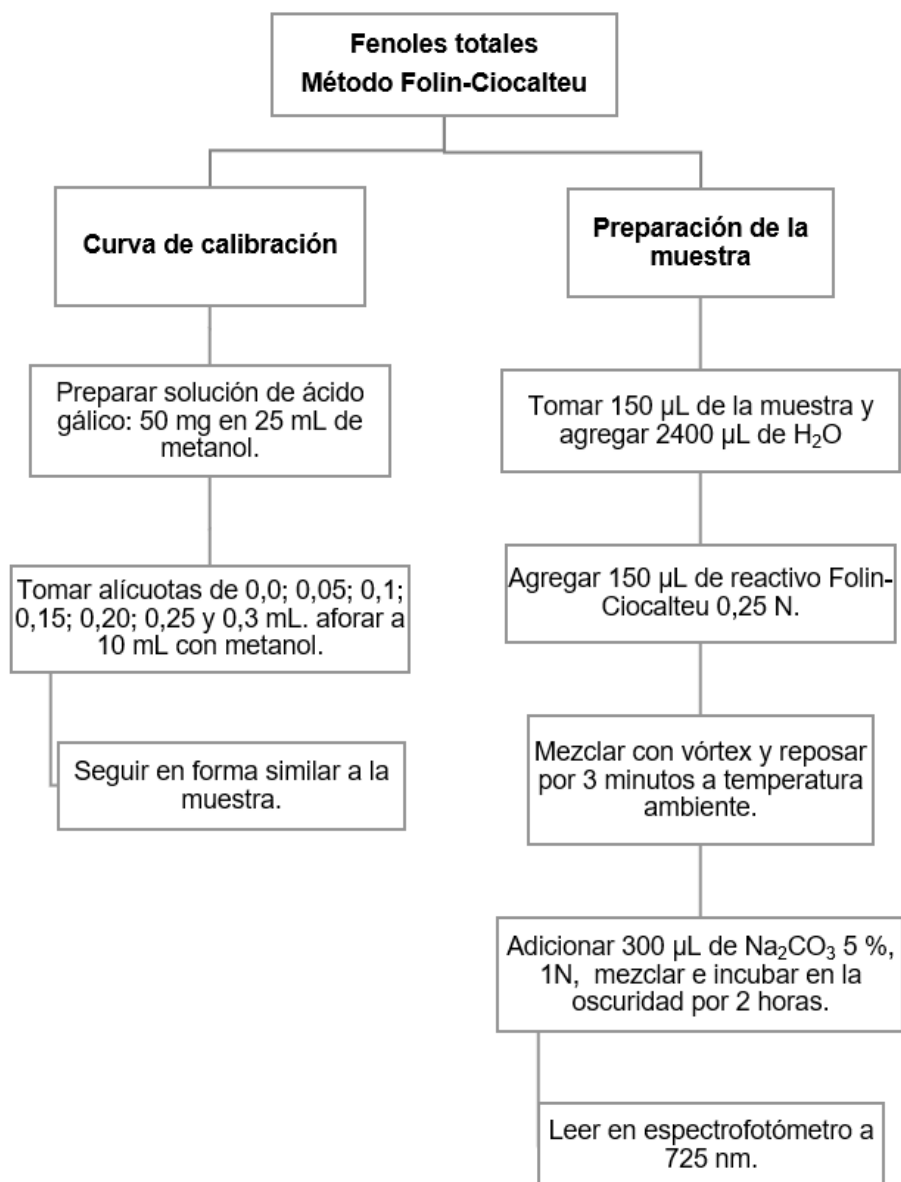 Fenoles totales
Método Folin-Ciocalteu
Curva de calibración
Preparar solución de ácido
gálico: 50 mg en 25 mL de
metanol.
Tomar alícuotas de 0,0; 0,05; 0,1;
0,15; 0,20; 0,25 y 0,3 mL. aforar a
10 mL con metanol.
Seguir en forma similar a la
muestra.
Preparación de la
muestra
Tomar 150 µL de la muestra y
agregar 2400 µL de H₂O
Agregar 150 µL de reactivo Folin-
Ciocalteu 0,25 N.
Mezclar con vórtex y reposar
por 3 minutos a temperatura
ambiente.
Adicionar 300 µL de Na₂CO₃ 5 %,
1N, mezclar e incubar en la
oscuridad por 2 horas.
Leer en espectrofotómetro a
725 nm.